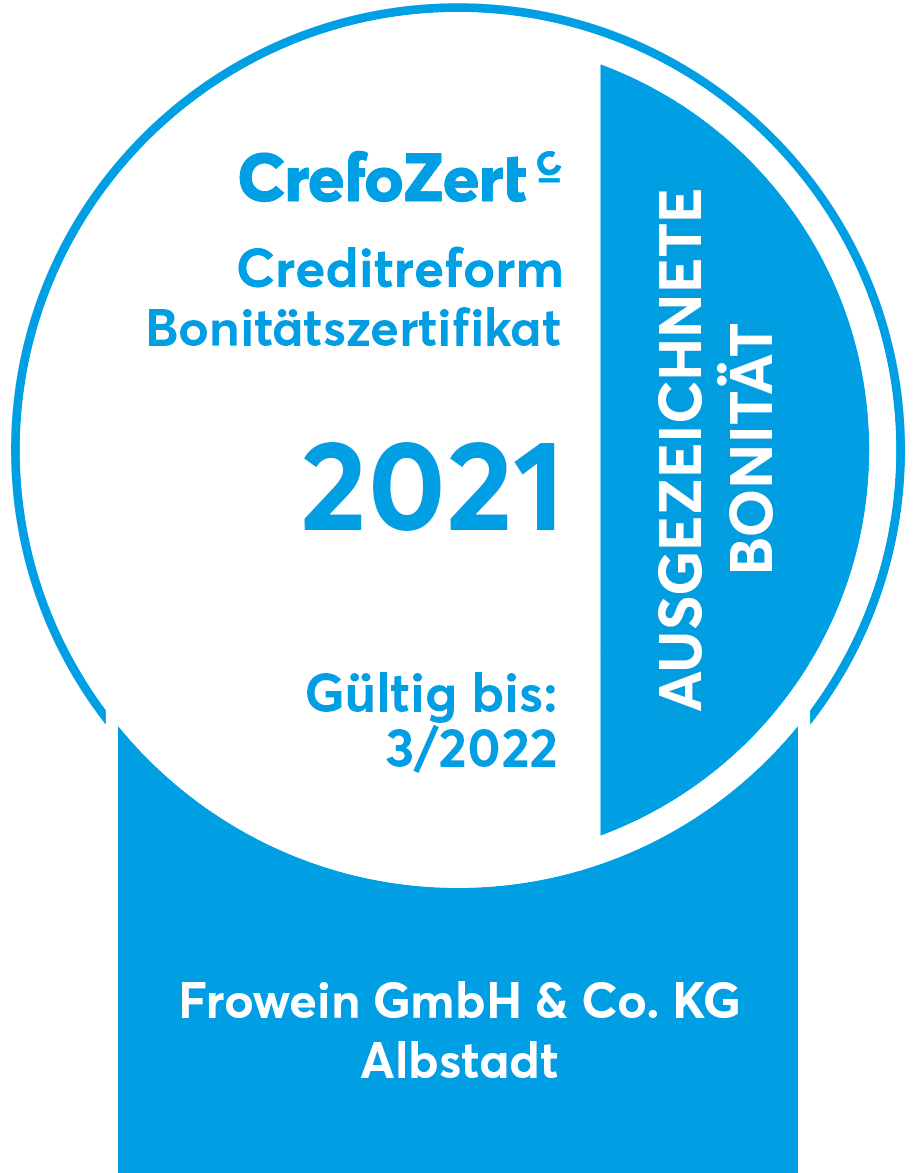 CrefoZert c
Creditreform
Bonitätszertifikat
2021
Gültig bis:
3/2022
AUSGEZEICHNETE
BONITÄT
Frowein GmbH & Co. KG
Albstadt